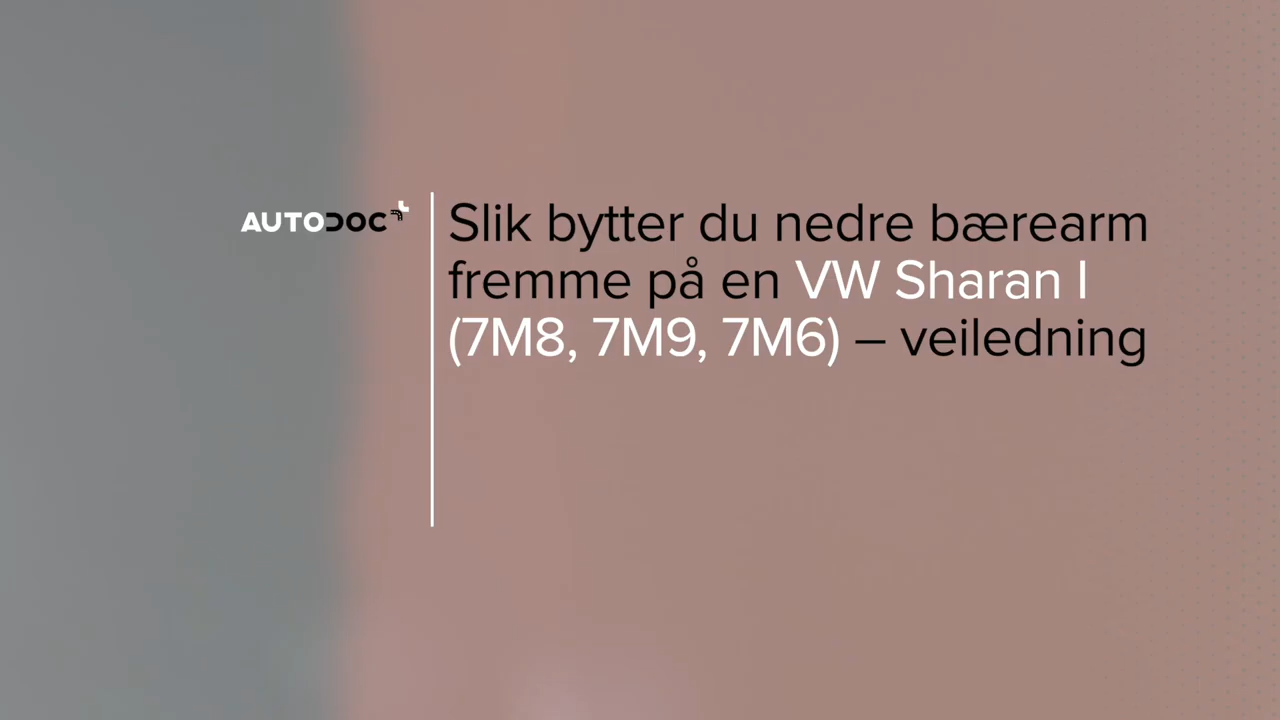 AUTODOC
Slik bytter du nedre bærearm
fremme på en VW Sharan I
(7M8, 7M9, 7M6) – veiledning